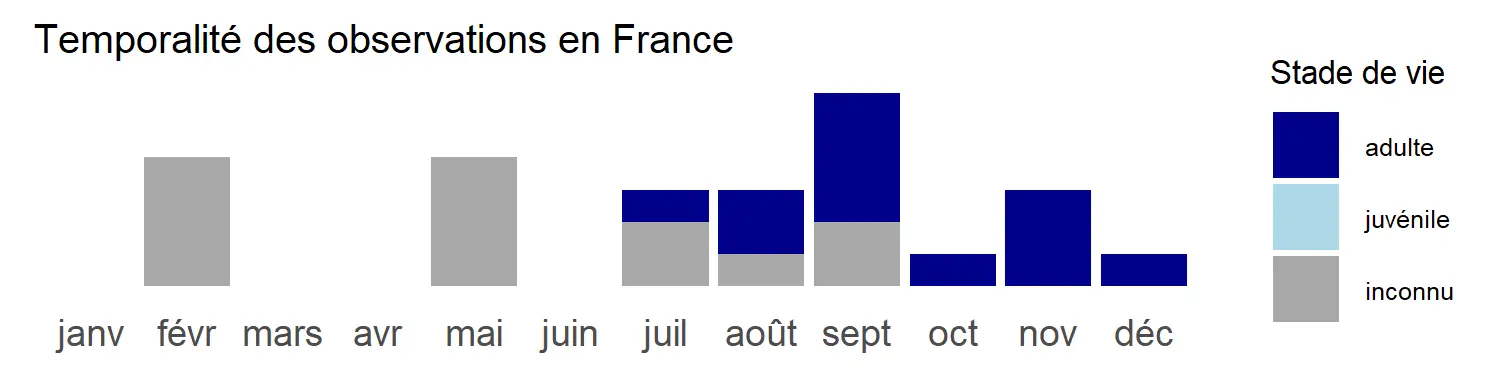 Temporalité des observations en France
Stade de vie
adulte
juvénile
inconnu
janv févr mars avr mai juin juil août sept oct nov déc